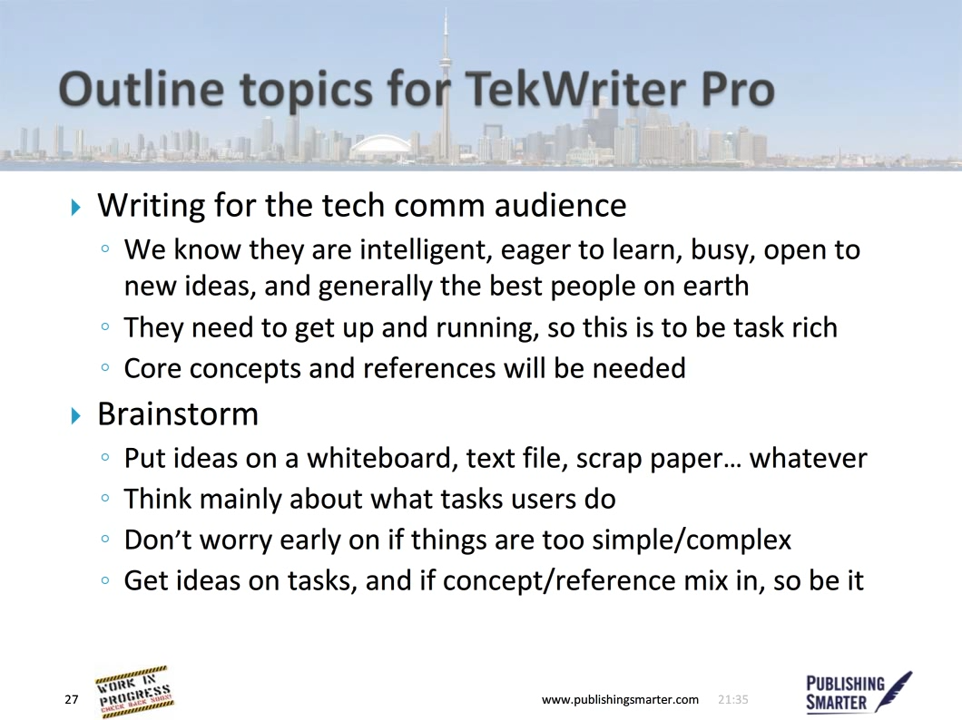 Outline topics for TekWriter Pro
Writing for the tech comm audience
We know they are intelligent, eager to learn, busy, open to
new ideas, and generally the best people on earth
They need to get up and running, so this is to be task rich
Core concepts and references will be needed
Brainstorm
Put ideas on a whiteboard, text file, scrap paper… whatever
Think mainly about what tasks users do
Don’t worry early on if things are too simple/complex
Get ideas on tasks, and if concept/reference mix in, so be it
27
WORK IN
PROGRESS
CHECK BACK SOON!
www.publishingsmarter.com
21:35
PUBLISHING
SMARTER